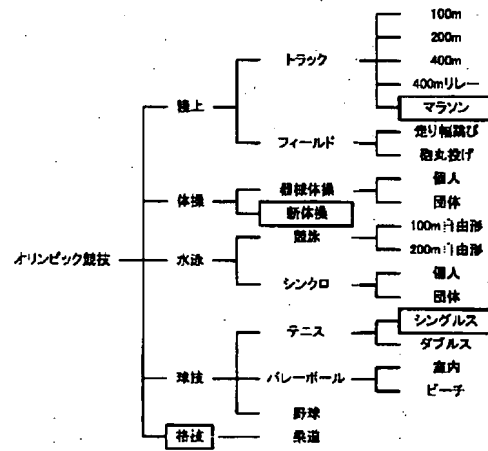 オリンピック競技
陸上
トラック
100m
200m
400m
400mリレー
マラソン
フィールド
走り幅跳び
砲丸投げ
体操
器械体操
個人
団体
新体操
水泳
競泳
100m自由形
200m自由形
シンクロ
個人
団体
球技
テニス
シングルス
ダブルス
バレーボール
室内
ビーチ
野球
格技
柔道